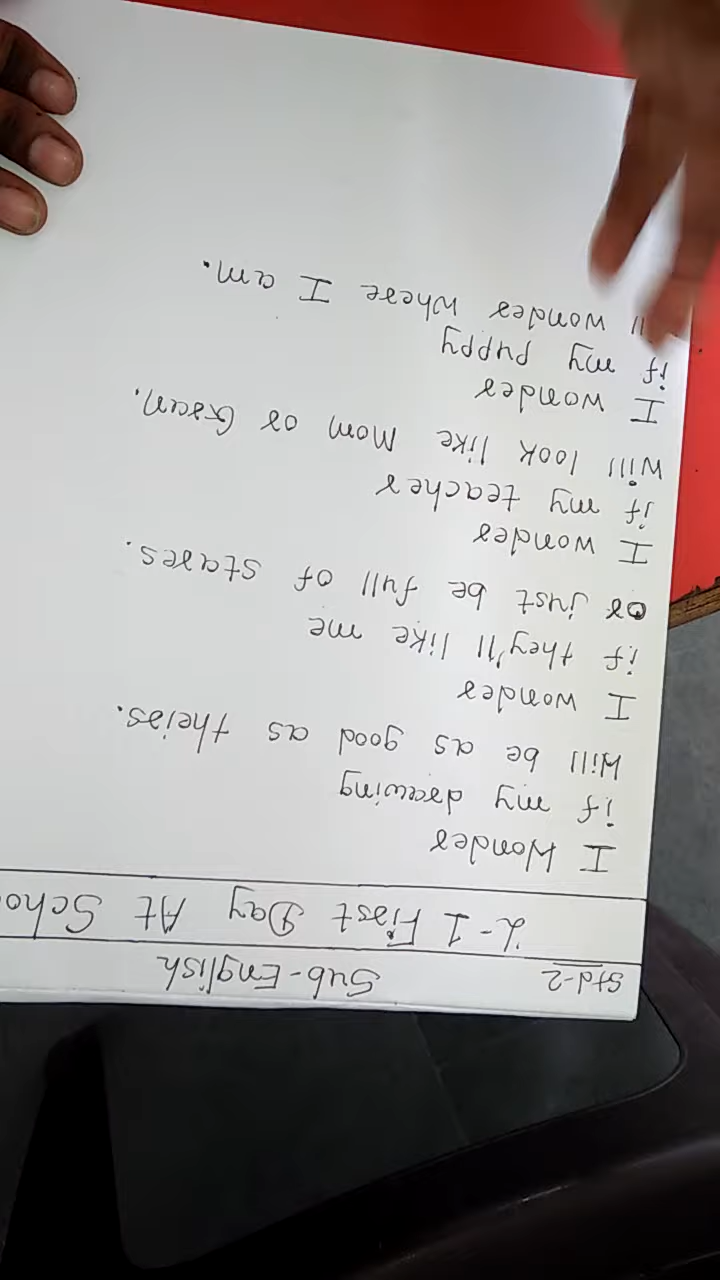 Std-2 Sub-English
L-1 First Day At Scho
I Wonder
if my drawing
Will be as good as theirs.
I wonder
if they'll like me
or just be full of stares.
I wonder
if my teacher
Will look like Mom or Gram.
I wonder
if my puppy
wonder where I am.